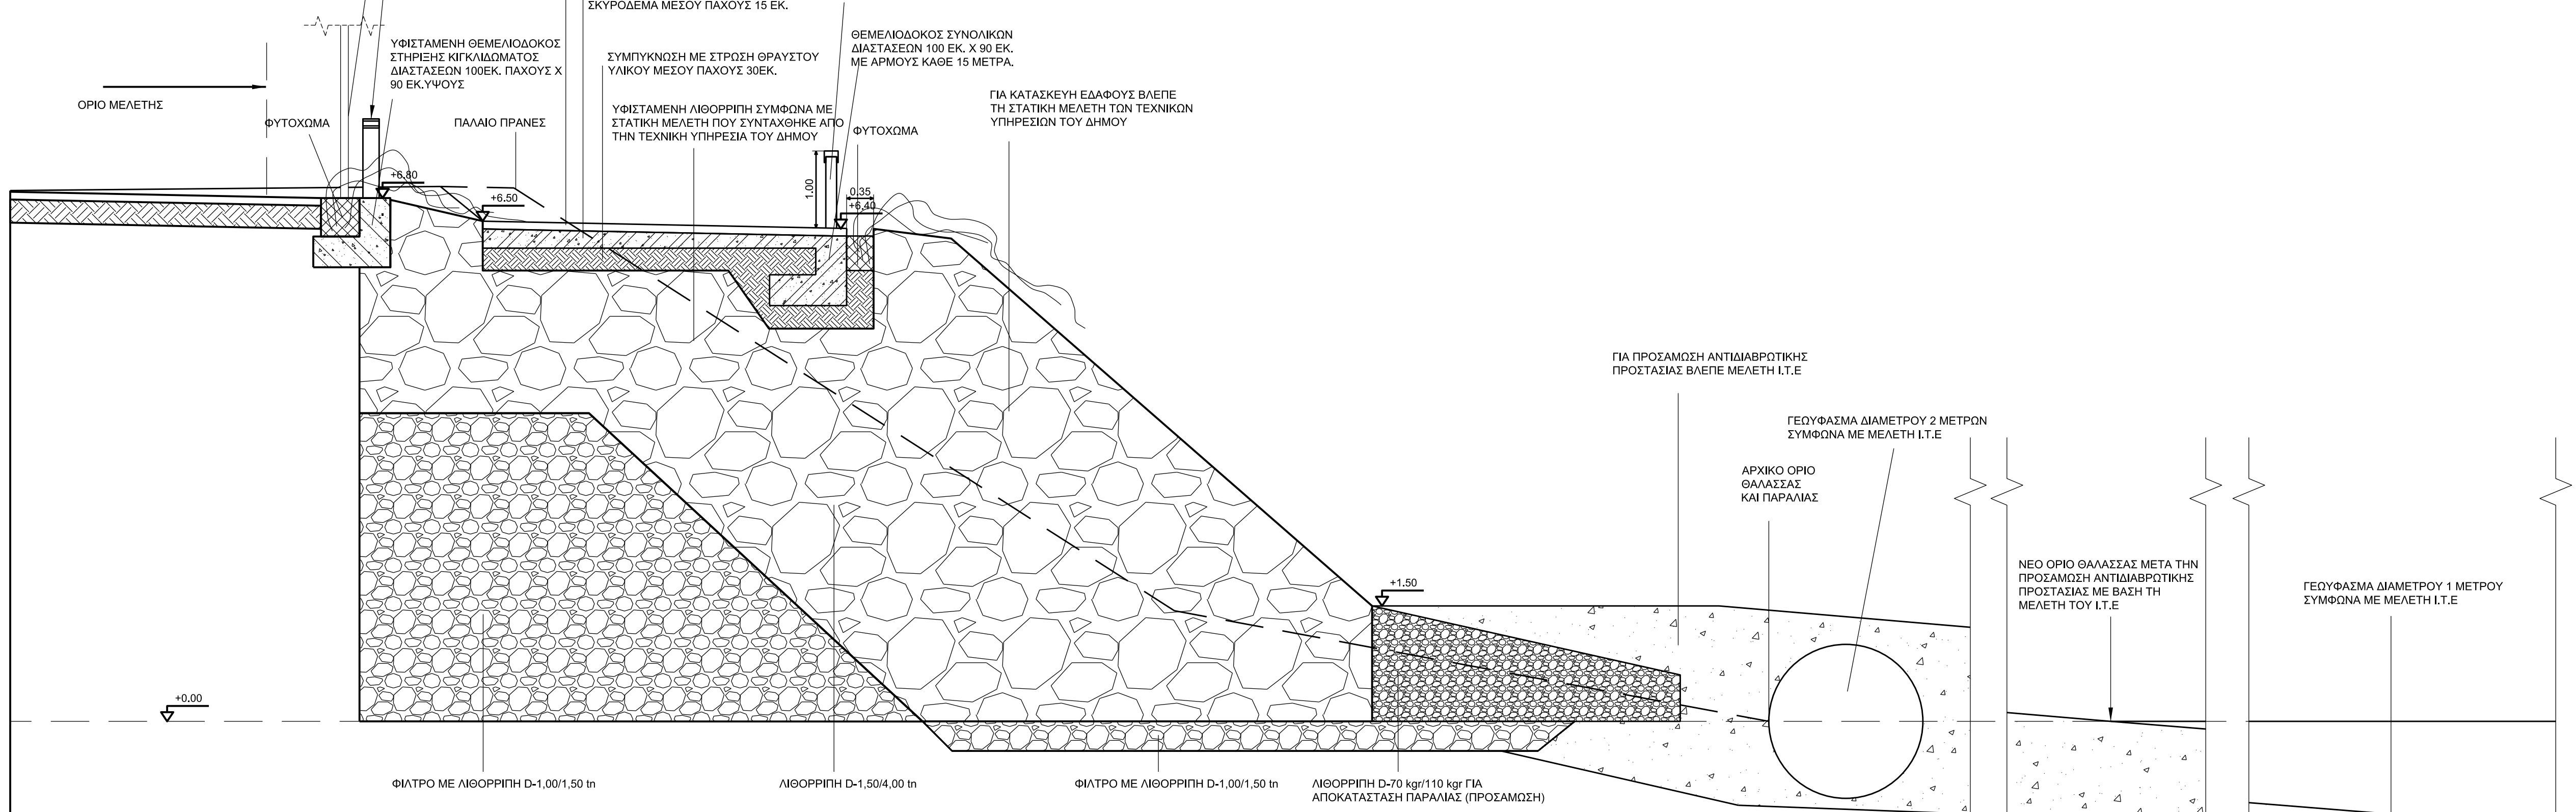 ΣΚΥΡΟΔΕΜΑ ΜΕΣΟΥ ΠΑΧΟΥΣ 15 ΕΚ.
ΥΦΙΣΤΑΜΕΝΗ ΘΕΜΕΛΙΟΔΟΚΟΣ
ΣΤΗΡΙΞΗΣ ΚΙΓΚΛΙΔΩΜΑΤΟΣ
ΔΙΑΣΤΑΣΕΩΝ 100ΕΚ. ΠΑΧΟΥΣ Χ
90 ΕΚ.ΥΨΟΥΣ
ΣΥΜΠΥΚΝΩΣΗ ΜΕ ΣΤΡΩΣΗ ΘΡΑΥΣΤΟΥ
ΥΛΙΚΟΥ ΜΕΣΟΥ ΠΑΧΟΥΣ 30ΕΚ.
ΘΕΜΕΛΙΟΔΟΚΟΣ ΣΥΝΟΛΙΚΩΝ
ΔΙΑΣΤΑΣΕΩΝ 100 ΕΚ. Χ 90 ΕΚ.
ΜΕ ΑΡΜΟΥΣ ΚΑΘΕ 15 ΜΕΤΡΑ.
ΟΡΙΟ ΜΕΛΕΤΗΣ
ΦΥΤΟΧΩΜΑ
ΠΑΛΑΙΟ ΠΡΑΝΕΣ
ΥΦΙΣΤΑΜΕΝΗ ΛΙΘΟΡΡΙΠΗ ΣΥΜΦΩΝΑ ΜΕ
ΣΤΑΤΙΚΗ ΜΕΛΕΤΗ ΠΟΥ ΣΥΝΤΑΧΘΗΚΕ ΑΠΟ
ΤΗΝ ΤΕΧΝΙΚΗ ΥΠΗΡΕΣΙΑ ΤΟΥ ΔΗΜΟΥ
ΦΥΤΟΧΩΜΑ
ΓΙΑ ΚΑΤΑΣΚΕΥΗ ΕΔΑΦΟΥΣ ΒΛΕΠΕ
ΤΗ ΣΤΑΤΙΚΗ ΜΕΛΕΤΗ ΤΩΝ ΤΕΧΝΙΚΩΝ
ΥΠΗΡΕΣΙΩΝ ΤΟΥ ΔΗΜΟΥ
+6.80
+6.50
1.00
0.35
+6.40
ΓΙΑ ΠΡΟΣΑΜΩΣΗ ΑΝΤΙΔΙΑΒΡΩΤΙΚΗΣ
ΠΡΟΣΤΑΣΙΑΣ ΒΛΕΠΕ ΜΕΛΕΤΗ Ι.Τ.Ε
ΓΕΩΥΦΑΣΜΑ ΔΙΑΜΕΤΡΟΥ 2 ΜΕΤΡΩΝ
ΣΥΜΦΩΝΑ ΜΕ ΜΕΛΕΤΗ Ι.Τ.Ε
ΑΡΧΙΚΟ ΟΡΙΟ
ΘΑΛΑΣΣΑΣ
ΚΑΙ ΠΑΡΑΛΙΑΣ
ΝΕΟ ΟΡΙΟ ΘΑΛΑΣΣΑΣ ΜΕΤΑ ΤΗΝ
ΠΡΟΣΑΜΩΣΗ ΑΝΤΙΔΙΑΒΡΩΤΙΚΗΣ
ΠΡΟΣΤΑΣΙΑΣ ΜΕ ΒΑΣΗ ΤΗ
ΜΕΛΕΤΗ ΤΟΥ Ι.Τ.Ε
ΓΕΩΥΦΑΣΜΑ ΔΙΑΜΕΤΡΟΥ 1 ΜΕΤΡΟΥ
ΣΥΜΦΩΝΑ ΜΕ ΜΕΛΕΤΗ Ι.Τ.Ε
+1.50
+0.00
ΦΙΛΤΡΟ ΜΕ ΛΙΘΟΡΡΙΠΗ D-1,00/1,50 tn
ΛΙΘΟΡΡΙΠΗ D-1,50/4,00 tn
ΦΙΛΤΡΟ ΜΕ ΛΙΘΟΡΡΙΠΗ D-1,00/1,50 tn
ΛΙΘΟΡΡΙΠΗ D-70 kgr/110 kgr ΓΙΑ
ΑΠΟΚΑΤΑΣΤΑΣΗ ΠΑΡΑΛΙΑΣ (ΠΡΟΣΑΜΩΣΗ)